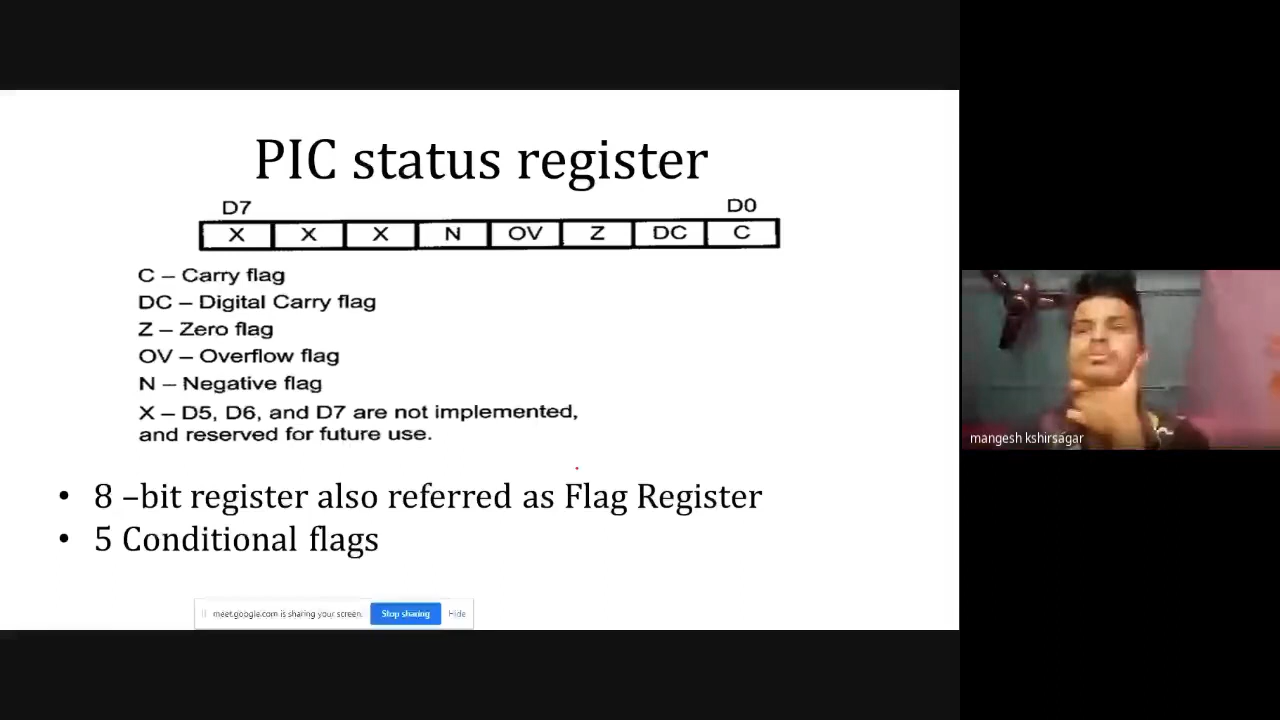 PIC status register
D7 D0
X X X N OV Z DC C
C – Carry flag
DC – Digital Carry flag
Z – Zero flag
OV – Overflow flag
N – Negative flag
X – D5, D6, and D7 are not implemented,
and reserved for future use.
• 8 –bit register also referred as Flag Register
• 5 Conditional flags
meet.google.com is sharing your screen. Stop sharing Hide
mangesh kshirsagar